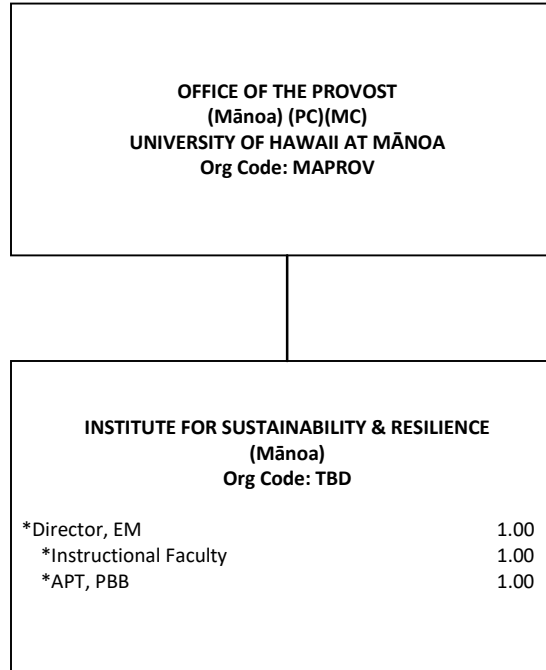 OFFICE OF THE PROVOST
(Mānoa) (PC)(MC)
UNIVERSITY OF HAWAII AT MĀNOA
Org Code: MAPROV
INSTITUTE FOR SUSTAINABILITY & RESILIENCE
(Mānoa)
Org Code: TBD
*Director, EM 1.00
*Instructional Faculty 1.00
*APT, PBB 1.00